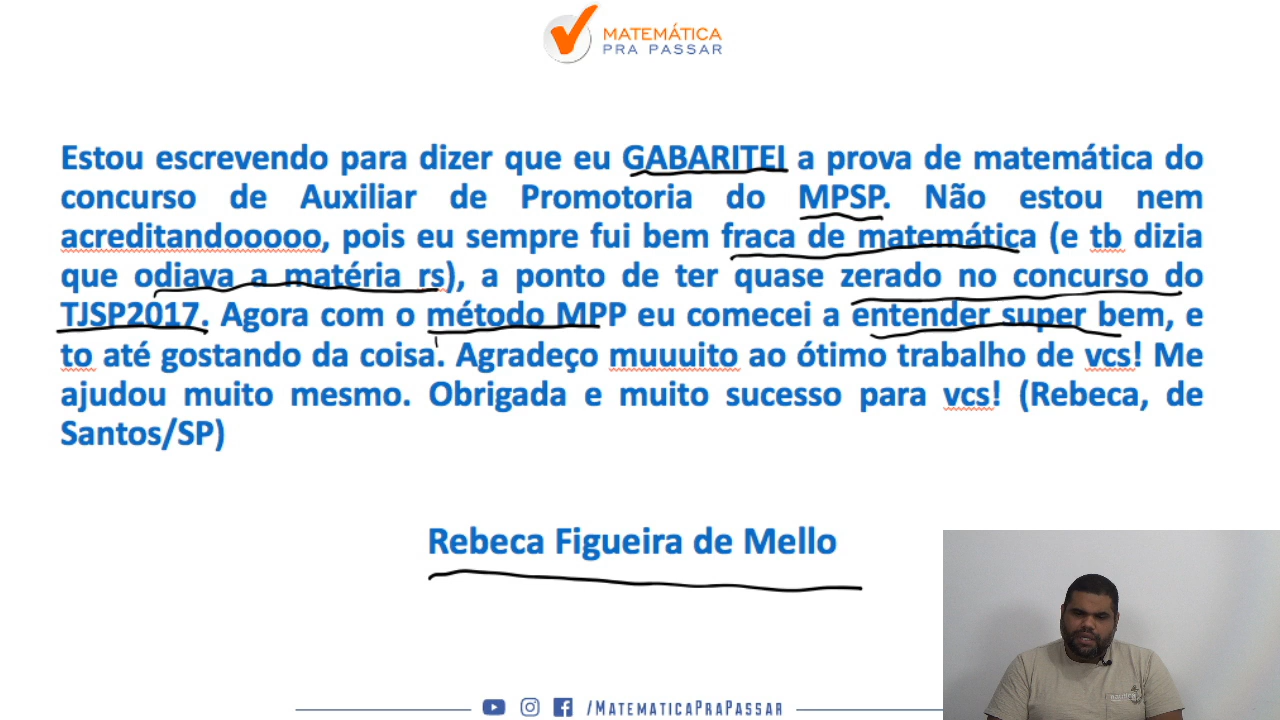 MATEMÁTICA
PRA PASSAR
Estou escrevendo para dizer que eu GABARITEI a prova de matemática do
concurso de Auxiliar de Promotoria do MPSP. Não estou nem
acreditandooooo, pois eu sempre fui bem fraca de matemática (e tb dizia
que odiava a matéria rs), a ponto de ter quase zerado no concurso do
TJSP2017. Agora com o método MPP eu comecei a entender super bem, e
to até gostando da coisa. Agradeço muuuito ao ótimo trabalho de vcs! Me
ajudou muito mesmo. Obrigada e muito sucesso para vcs! (Rebeca, de
Santos/SP)
Rebeca Figueira de Mello
/MATEMATICAPRAPASSAR